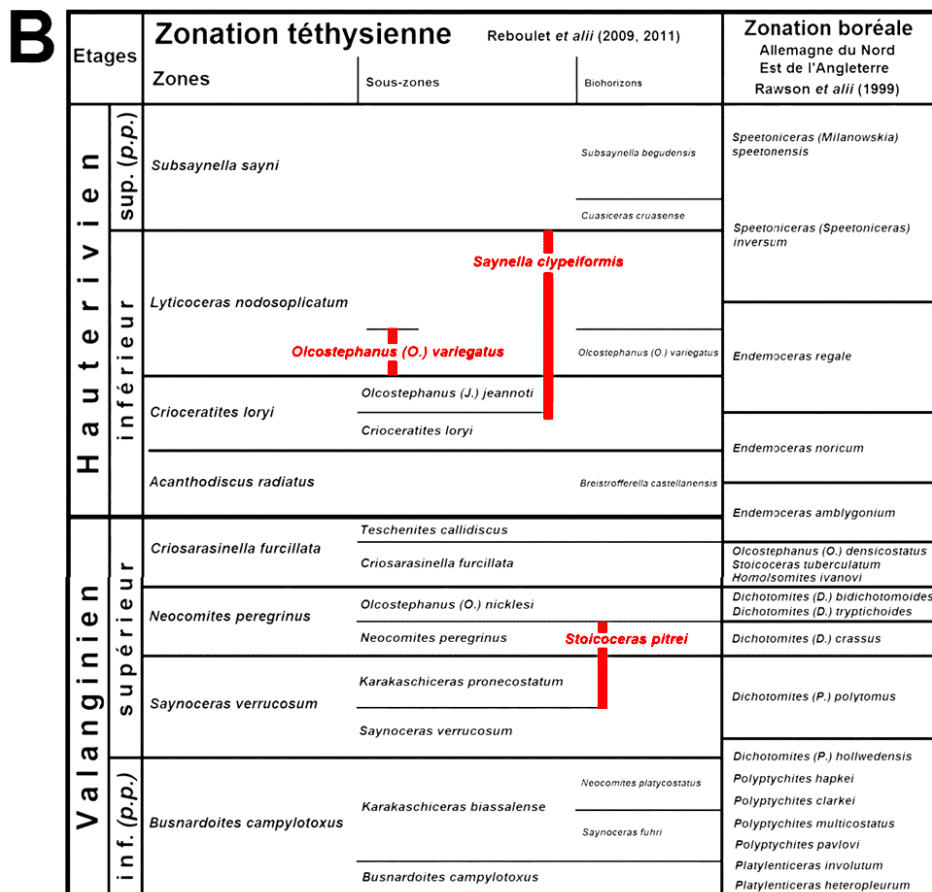 B
Etages
Zonation téthysienne
Reboulet et alii (2009, 2011)
Zones
Sous-zones
Biohorizons
Zonation boréale
Allemagne du Nord
Est de l'Angleterre
Rawson et alii (1999)
Hauterivien
sup. (p.p.)
Subsaynella sayni
Subsaynella begudensis
Cuasiceras cruasense
Speetoniceras (Milanowskia)
speetonensis
Speetoniceras (Speetoniceras)
inversum
inférieur
Saynella clypeiformis
Lyticoceras nodosoplicatum
Olcostephanus (O.) variegatus
Olcostephanus (O.) variegatus
Endemoceras regale
Crioceratites loryi
Olcostephanus (J.) jeannoti
Crioceratites loryi
Endemoceras noricum
Acanthodiscus radiatus
Breistrofferella castellanensis
Endemoceras amblygonium
Valanginien
supérieur
Criosarasinella furcillata
Teschenites callidiscus
Criosarasinella furcillata
Olcostephanus (O.) densicostatus
Stoicoceras tuberculatum
Homolsomites ivanovi
Neocomites peregrinus
Olcostephanus (O.) nicklesi
Neocomites peregrinus
Stoicoceras pitrei
Dichotomites (D.) bidichotomoides
Dichotomites (D.) tryptichoides
Dichotomites (D.) crassus
Saynoceras verrucosum
Karakaschiceras pronecostatum
Saynoceras verrucosum
Dichotomites (P.) polytomus
inf. (p.p.)
Busnardoites campylotoxus
Karakaschiceras biassalense
Busnardoites campylotoxus
Neocomites platycostatus
Saynoceras fuhri
Dichotomites (P.) hollwedensis
Polyptychites hapkei
Polyptychites clarkei
Polyptychites multicostatus
Polyptychites pavlovi
Platylenticeras involutum
Platylenticeras heteropleurum